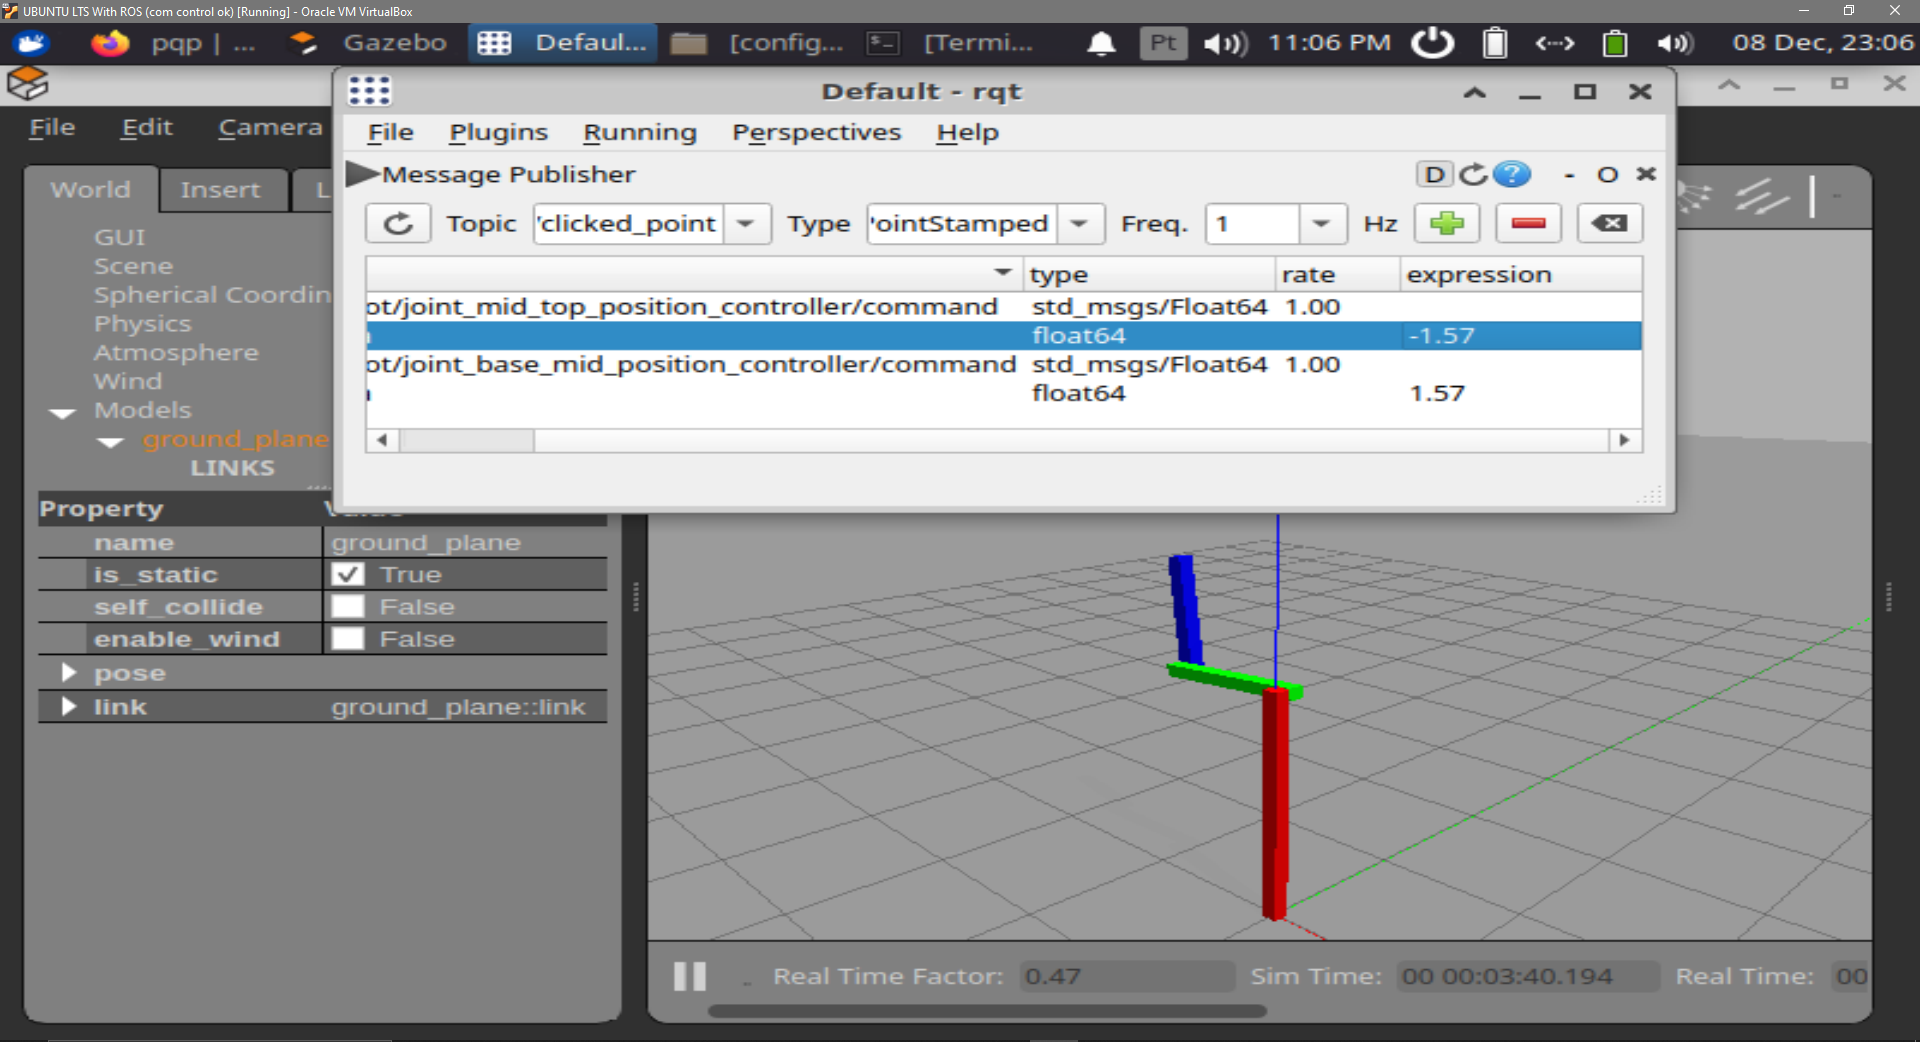 UBUNTU LTS With ROS (com control ok) [Running] - Oracle VM VirtualBox
pqp | ... Gazebo Defaul... [config... [Termi... Pt 11:06 PM 08 Dec, 23:06
Default - rqt
File Plugins Running Perspectives Help
Message Publisher D ? - O
Topic clicked_point Type ointStamped Freq. 1 Hz
type rate expression
ot/joint_mid_top_position_controller/command std_msgs/Float64 1.00
float64 -1.57
ot/joint_base_mid_position_controller/command std_msgs/Float64 1.00
float64 1.57
File Edit Camera
World Insert L
GUI
Scene
Spherical Coordin
Physics
Atmosphere
Wind
Models
ground_plane
LINKS
Property
name ground_plane
is_static True
self_collide False
enable_wind False
pose
link ground_plane::link
Real Time Factor: 0.47 Sim Time: 00 00:03:40.194 Real Time: 00